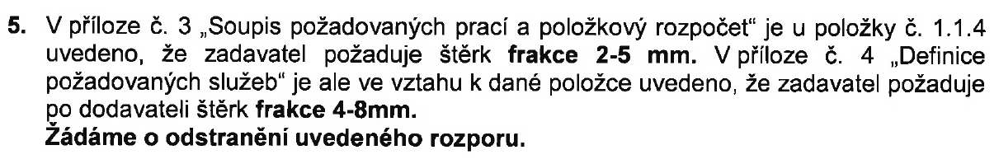 5. V příloze č. 3 „Soupis požadovaných prací a položkový rozpočet“ je u položky č. 1.1.4
uvedeno, že zadavatel požaduje štěrk frakce 2-5 mm. V příloze č. 4 „Definice
požadovaných služeb“ je ale ve vztahu k dané položce uvedeno, že zadavatel požaduje
po dodavateli štěrk frakce 4-8mm.
Žádáme o odstranění uvedeného rozporu.